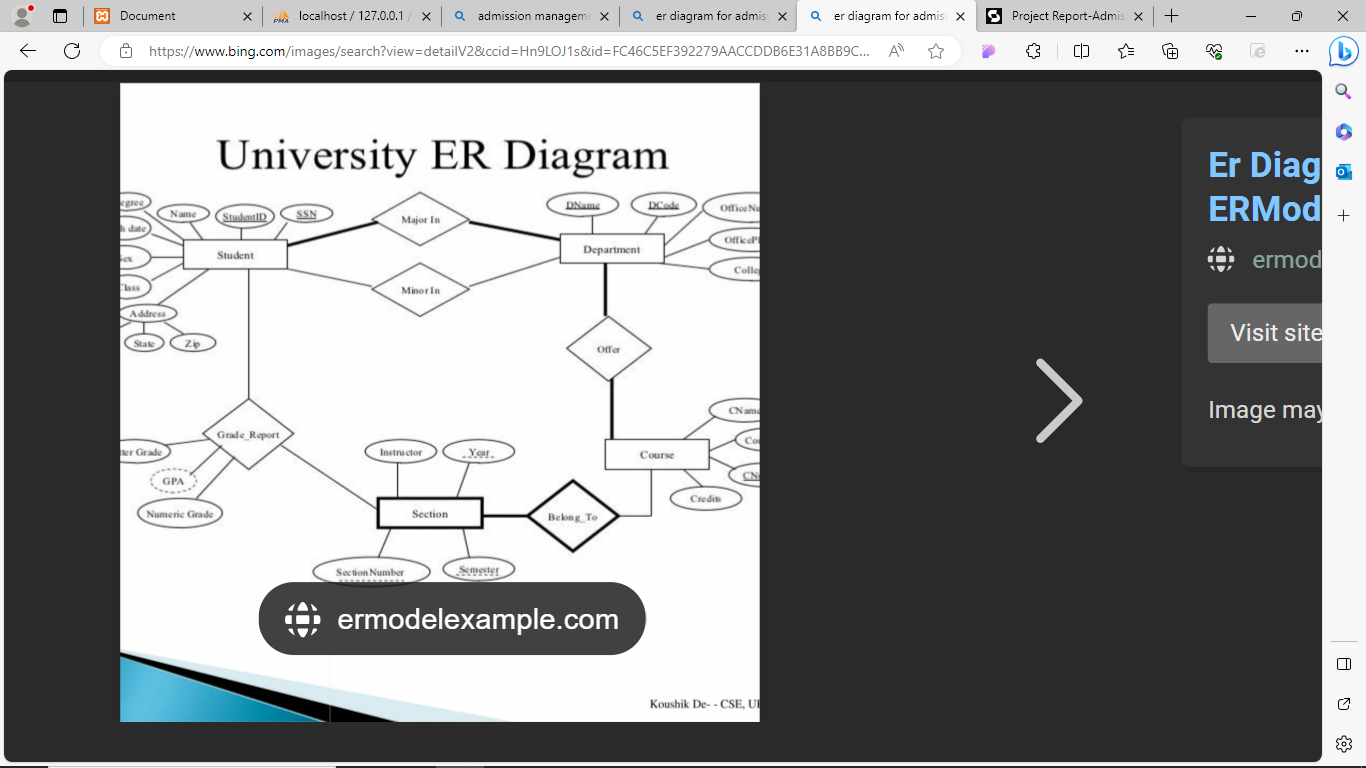 Document
localhost / 127.0.0.1 /
admission manageme
er diagram for admis
er diagram for admis
Project Report-Admis
https://www.bing.com/images/search?view=detailV2&ccid=Hn9LOJ1s&id=FC46C5EF392279AACCDDB6E31A8BB9C...
University ER Diagram
egree
Name
StudentID
SSN
Major In
DName
DCode
OfficeNu
h date
Student
Department
OfficePh
Sex
Colle
Class
Minor In
Address
State
Zip
Offer
CName
Grade_Report
Cou
ter Grade
Instructor
Year
Course
CNu
GPA
Credits
Numeric Grade
Section
Belong_To
SectionNumber
Semester
ermodelexample.com
Koushik De- - CSE, UI
Er Diag
ERMod
ermod
Visit site
Image may